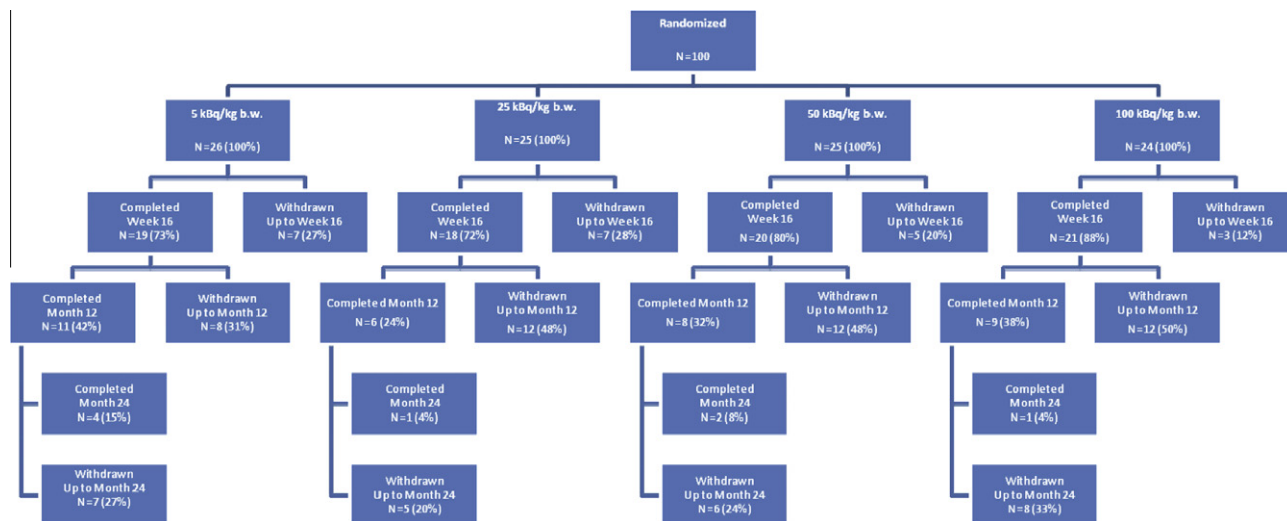 Randomized
N=100
5 kBq/kg b.w.
N=26 (100%)
25 kBq/kg b.w.
N=25 (100%)
50 kBq/kg b.w.
N=25 (100%)
100 kBq/kg b.w.
N=24 (100%)
Completed
Week 16
N=19 (73%)
Withdrawn
Up to Week 16
N=7 (27%)
Completed
Week 16
N=18 (72%)
Withdrawn
Up to Week 16
N=7 (28%)
Completed
Week 16
N=20 (80%)
Withdrawn
Up to Week 16
N=5 (20%)
Completed
Week 16
N=21 (88%)
Withdrawn
Up to Week 16
N=3 (12%)
Completed
Month 12
N=11 (42%)
Withdrawn
Up to Month 12
N=8 (31%)
Completed Month 12
N=6 (24%)
Withdrawn
Up to Month 12
N=12 (48%)
Completed Month 12
N=8 (32%)
Withdrawn
Up to Month 12
N=12 (48%)
Completed Month 12
N=9 (38%)
Withdrawn
Up to Month 12
N=12 (50%)
Completed
Month 24
N=4 (15%)
Completed
Month 24
N=1 (4%)
Completed
Month 24
N=2 (8%)
Completed
Month 24
N=1 (4%)
Withdrawn
Up to Month 24
N=7 (27%)
Withdrawn
Up to Month 24
N=5 (20%)
Withdrawn
Up to Month 24
N=6 (24%)
Withdrawn
Up to Month 24
N=8 (33%)